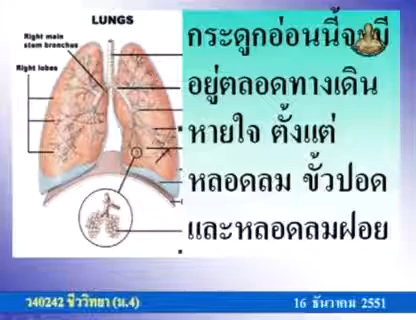 LUNGS
Right main
stem bronchus
Right lobes
กระดูกอ่อนนี้จะมี
อยู่ตลอดทางเดิน
หายใจ ตั้งแต่
หลอดลม ขั้วปอด
และหลอดลมฝอย
ว40242 ชีววิทยา (ม.4)
16 ธันวาคม 2551